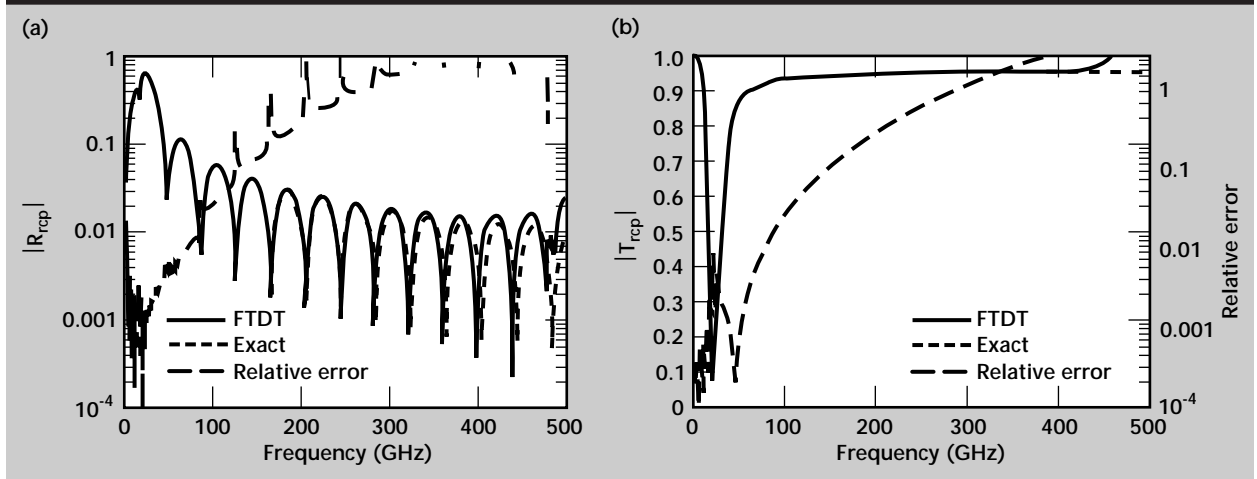 (a)
1
0.1
0.01
0.001
10-4
|Rrcp|
FTDT
Exact
Relative error
0 100 200 300 400 500
Frequency (GHz)
(b)
1.0
0.9
0.8
0.7
0.6
0.5
0.4
0.3
0.2
0.1
0
|Trcp|
FTDT
Exact
Relative error
0 100 200 300 400 500
Frequency (GHz)
1
0.1
0.01
0.001
10-4
Relative error